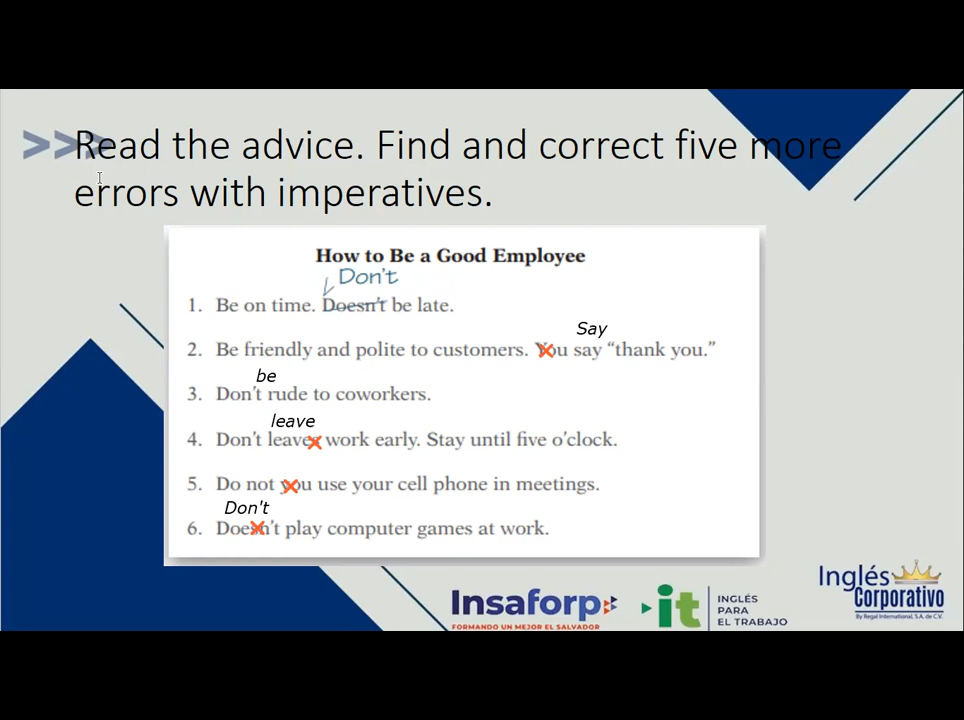 >>>
Read the advice. Find and correct five more
errors with imperatives.
How to Be a Good Employee
Don't
1. Be on time. Doesn't be late.
Say
2. Be friendly and polite to customers. You say “thank you.”
be
3. Don't rude to coworkers.
leave
4. Don't leaves work early. Stay until five o'clock.
5. Do not you use your cell phone in meetings.
Don't
6. Doesn't play computer games at work.
Insaforp
FORMANDO UN MEJOR EL SALVADOR
it
INGLÉS
PARA
EL TRABAJO
Inglés
Corporativo
By Regal International, S.A. de C.V.